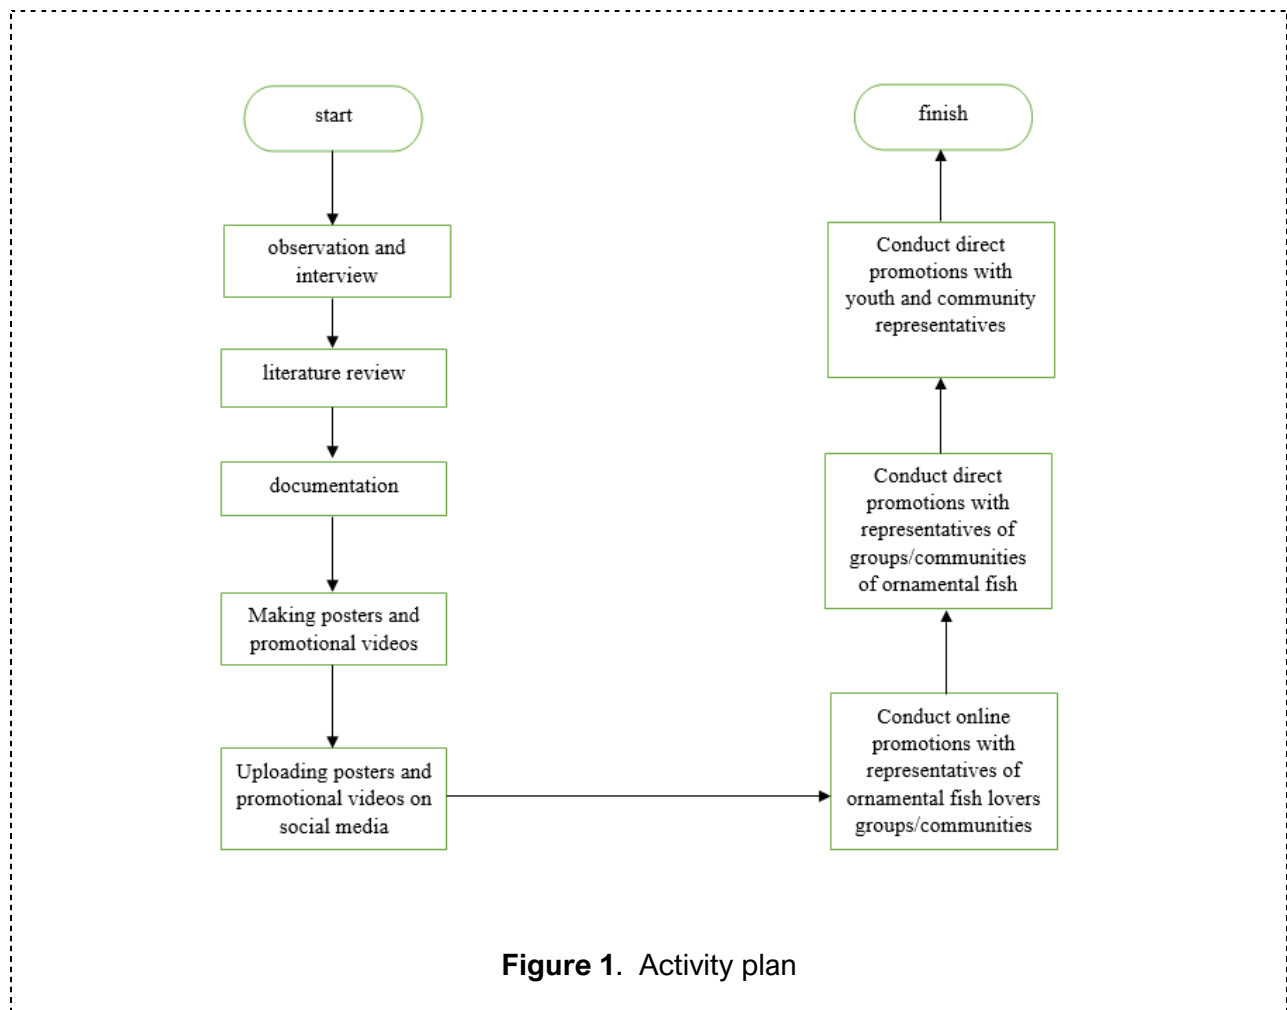 start
observation and
interview
literature review
documentation
Making posters and
promotional videos
Uploading posters and
promotional videos on
social media
finish
Conduct direct
promotions with
youth and community
representatives
Conduct direct
promotions with
representatives of
groups/communities
of ornamental fish
Conduct online
promotions with
representatives of
ornamental fish lovers
groups/communities
Figure 1.  Activity plan